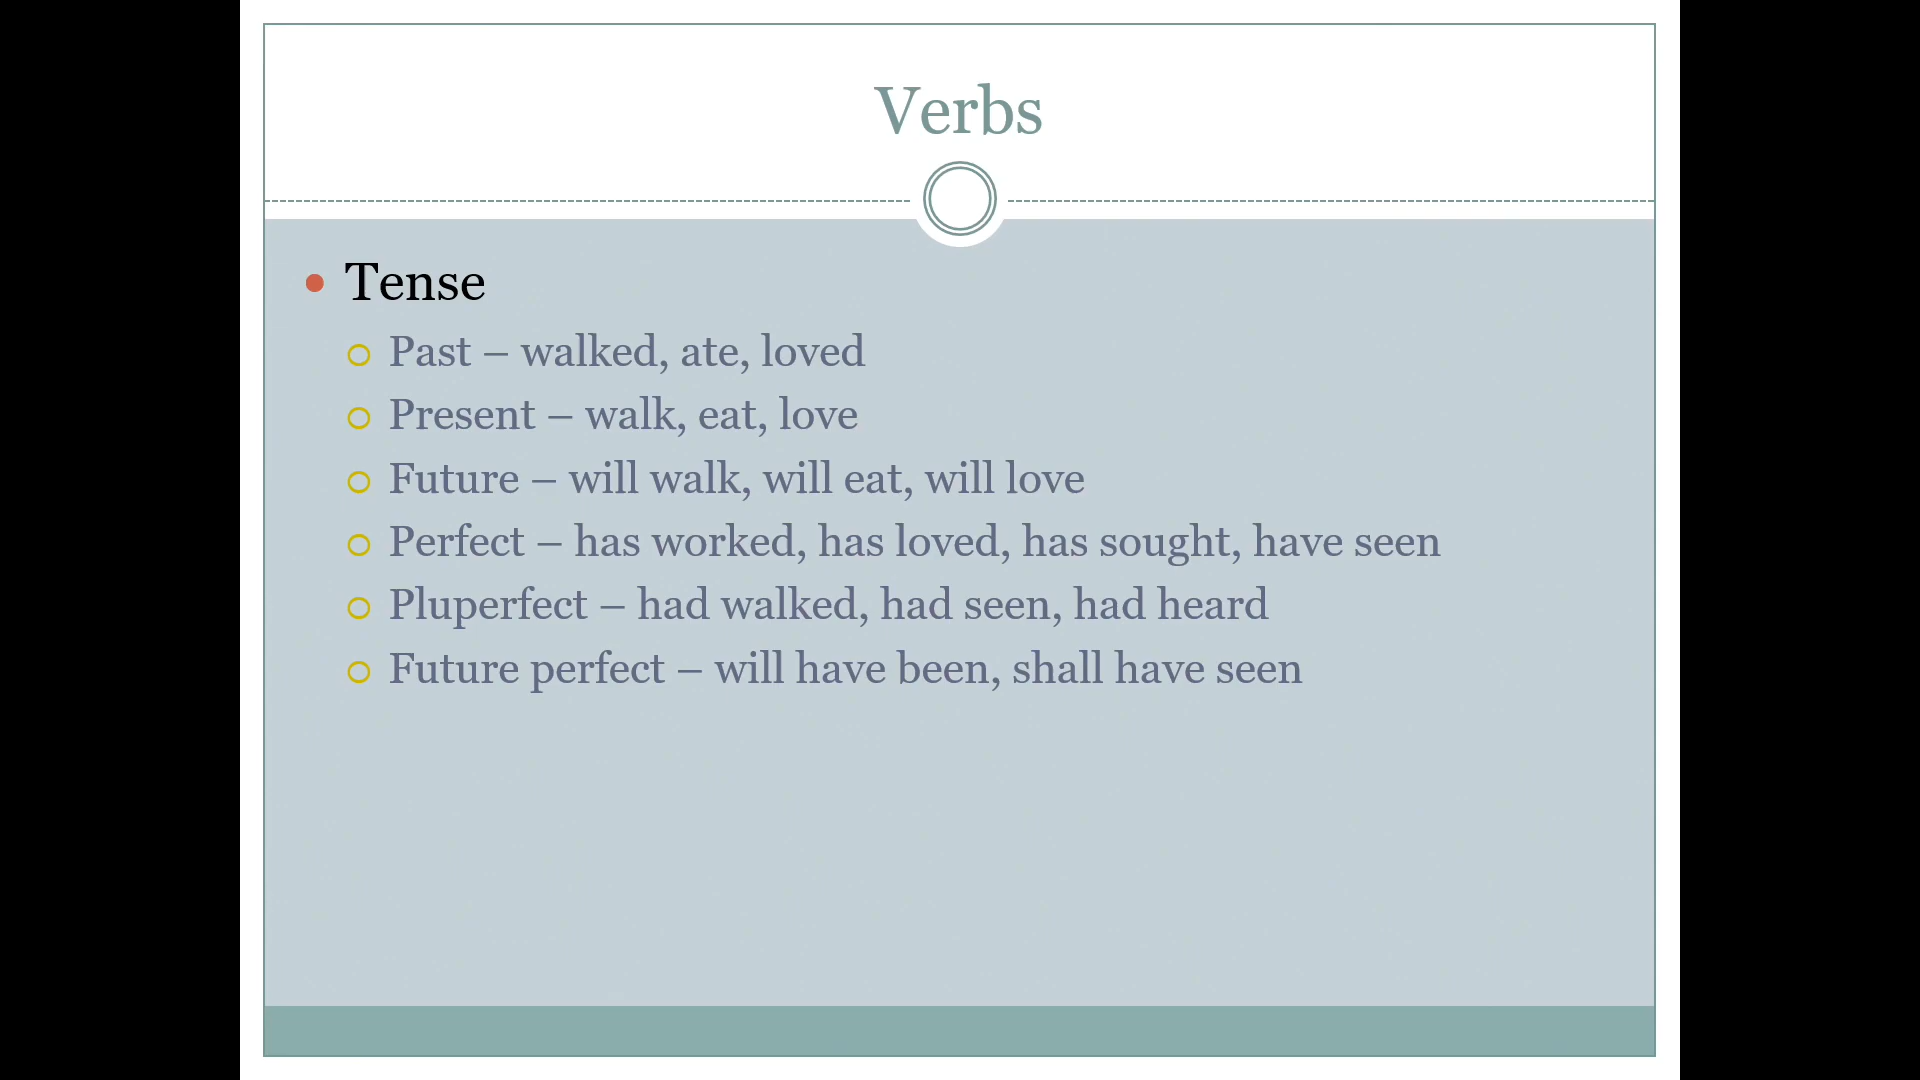 Verbs
Tense
Past – walked, ate, loved
Present – walk, eat, love
Future – will walk, will eat, will love
Perfect – has worked, has loved, has sought, have seen
Pluperfect – had walked, had seen, had heard
Future perfect – will have been, shall have seen